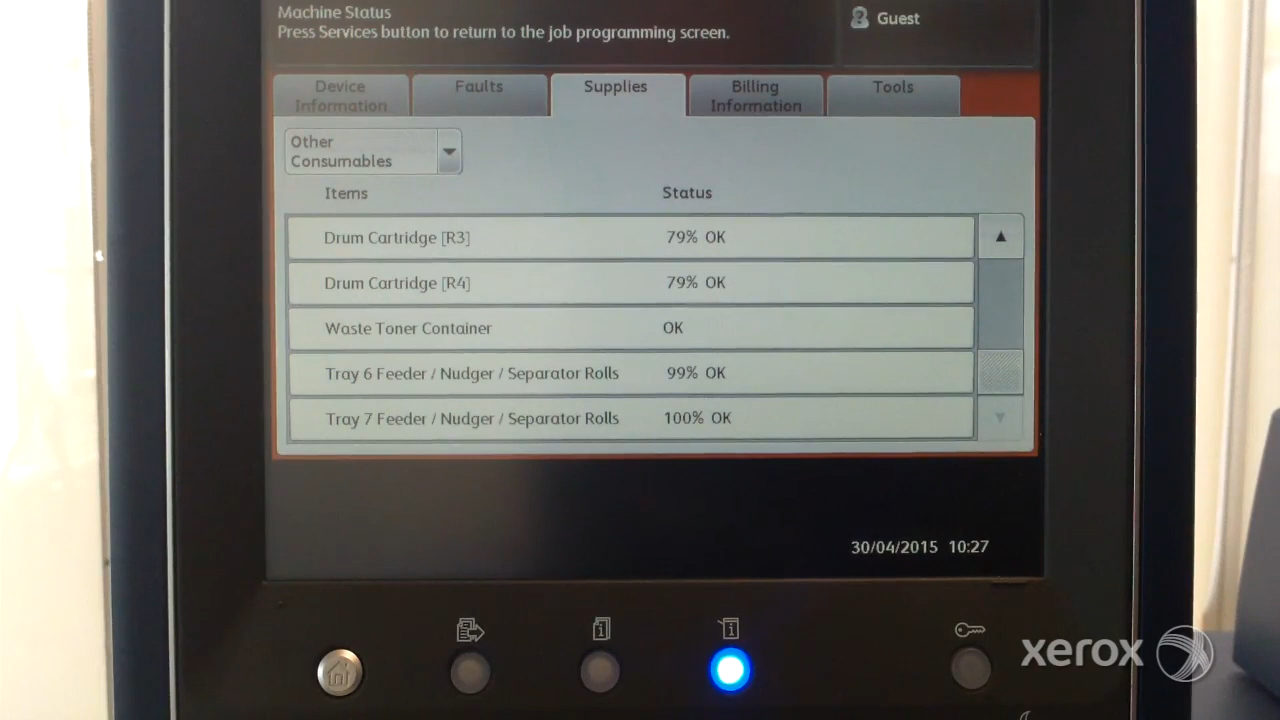 Machine Status
Press Services button to return to the job programming screen.
Guest
Device
Information
Faults
Supplies
Billing
Information
Tools
Other
Consumables
Items Status
Drum Cartridge [R3] 79% OK
Drum Cartridge [R4] 79% OK
Waste Toner Container OK
Tray 6 Feeder / Nudger / Separator Rolls 99% OK
Tray 7 Feeder / Nudger / Separator Rolls 100% OK
30/04/2015 10:27
xerox